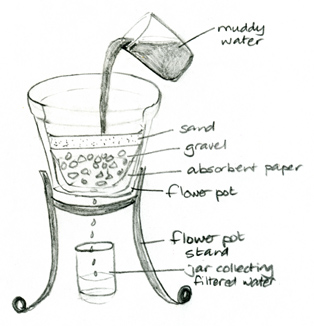 muddy
water
sand
gravel
absorbent paper
flower pot
flower pot
stand
jar collecting
filtered water